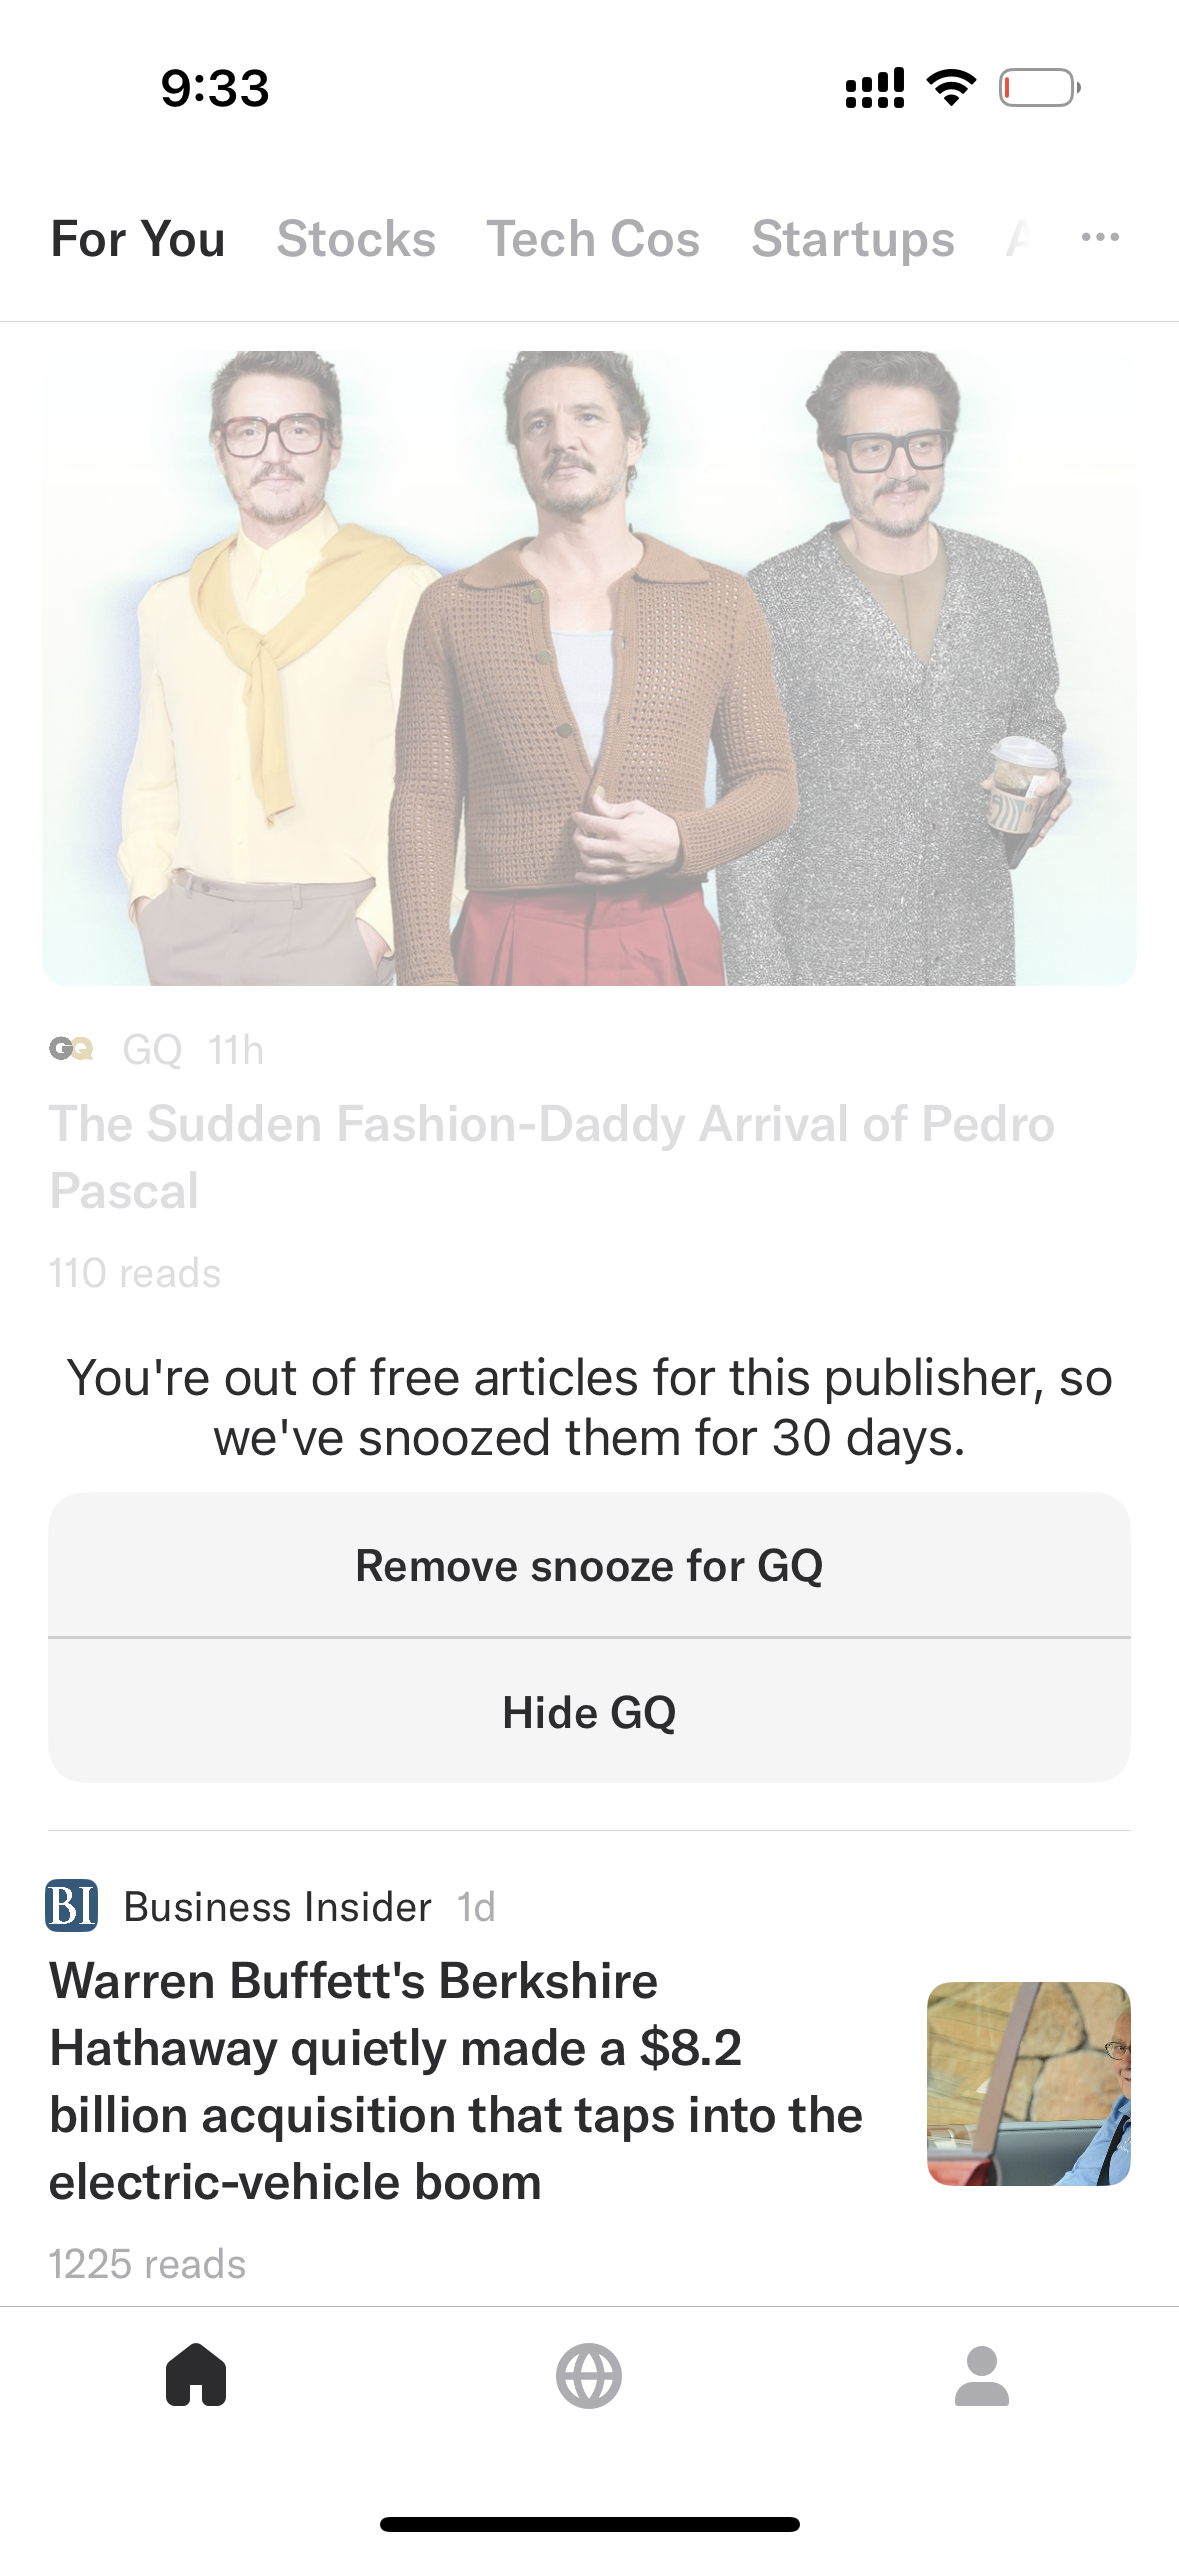 9:33
For You Stocks Tech Cos Startups A ...
GQ GQ 11h
The Sudden Fashion-Daddy Arrival of Pedro
Pascal
110 reads
You're out of free articles for this publisher, so
we've snoozed them for 30 days.
Remove snooze for GQ
Hide GQ
BI Business Insider 1d
Warren Buffett's Berkshire
Hathaway quietly made a $8.2
billion acquisition that taps into the
electric-vehicle boom
1225 reads